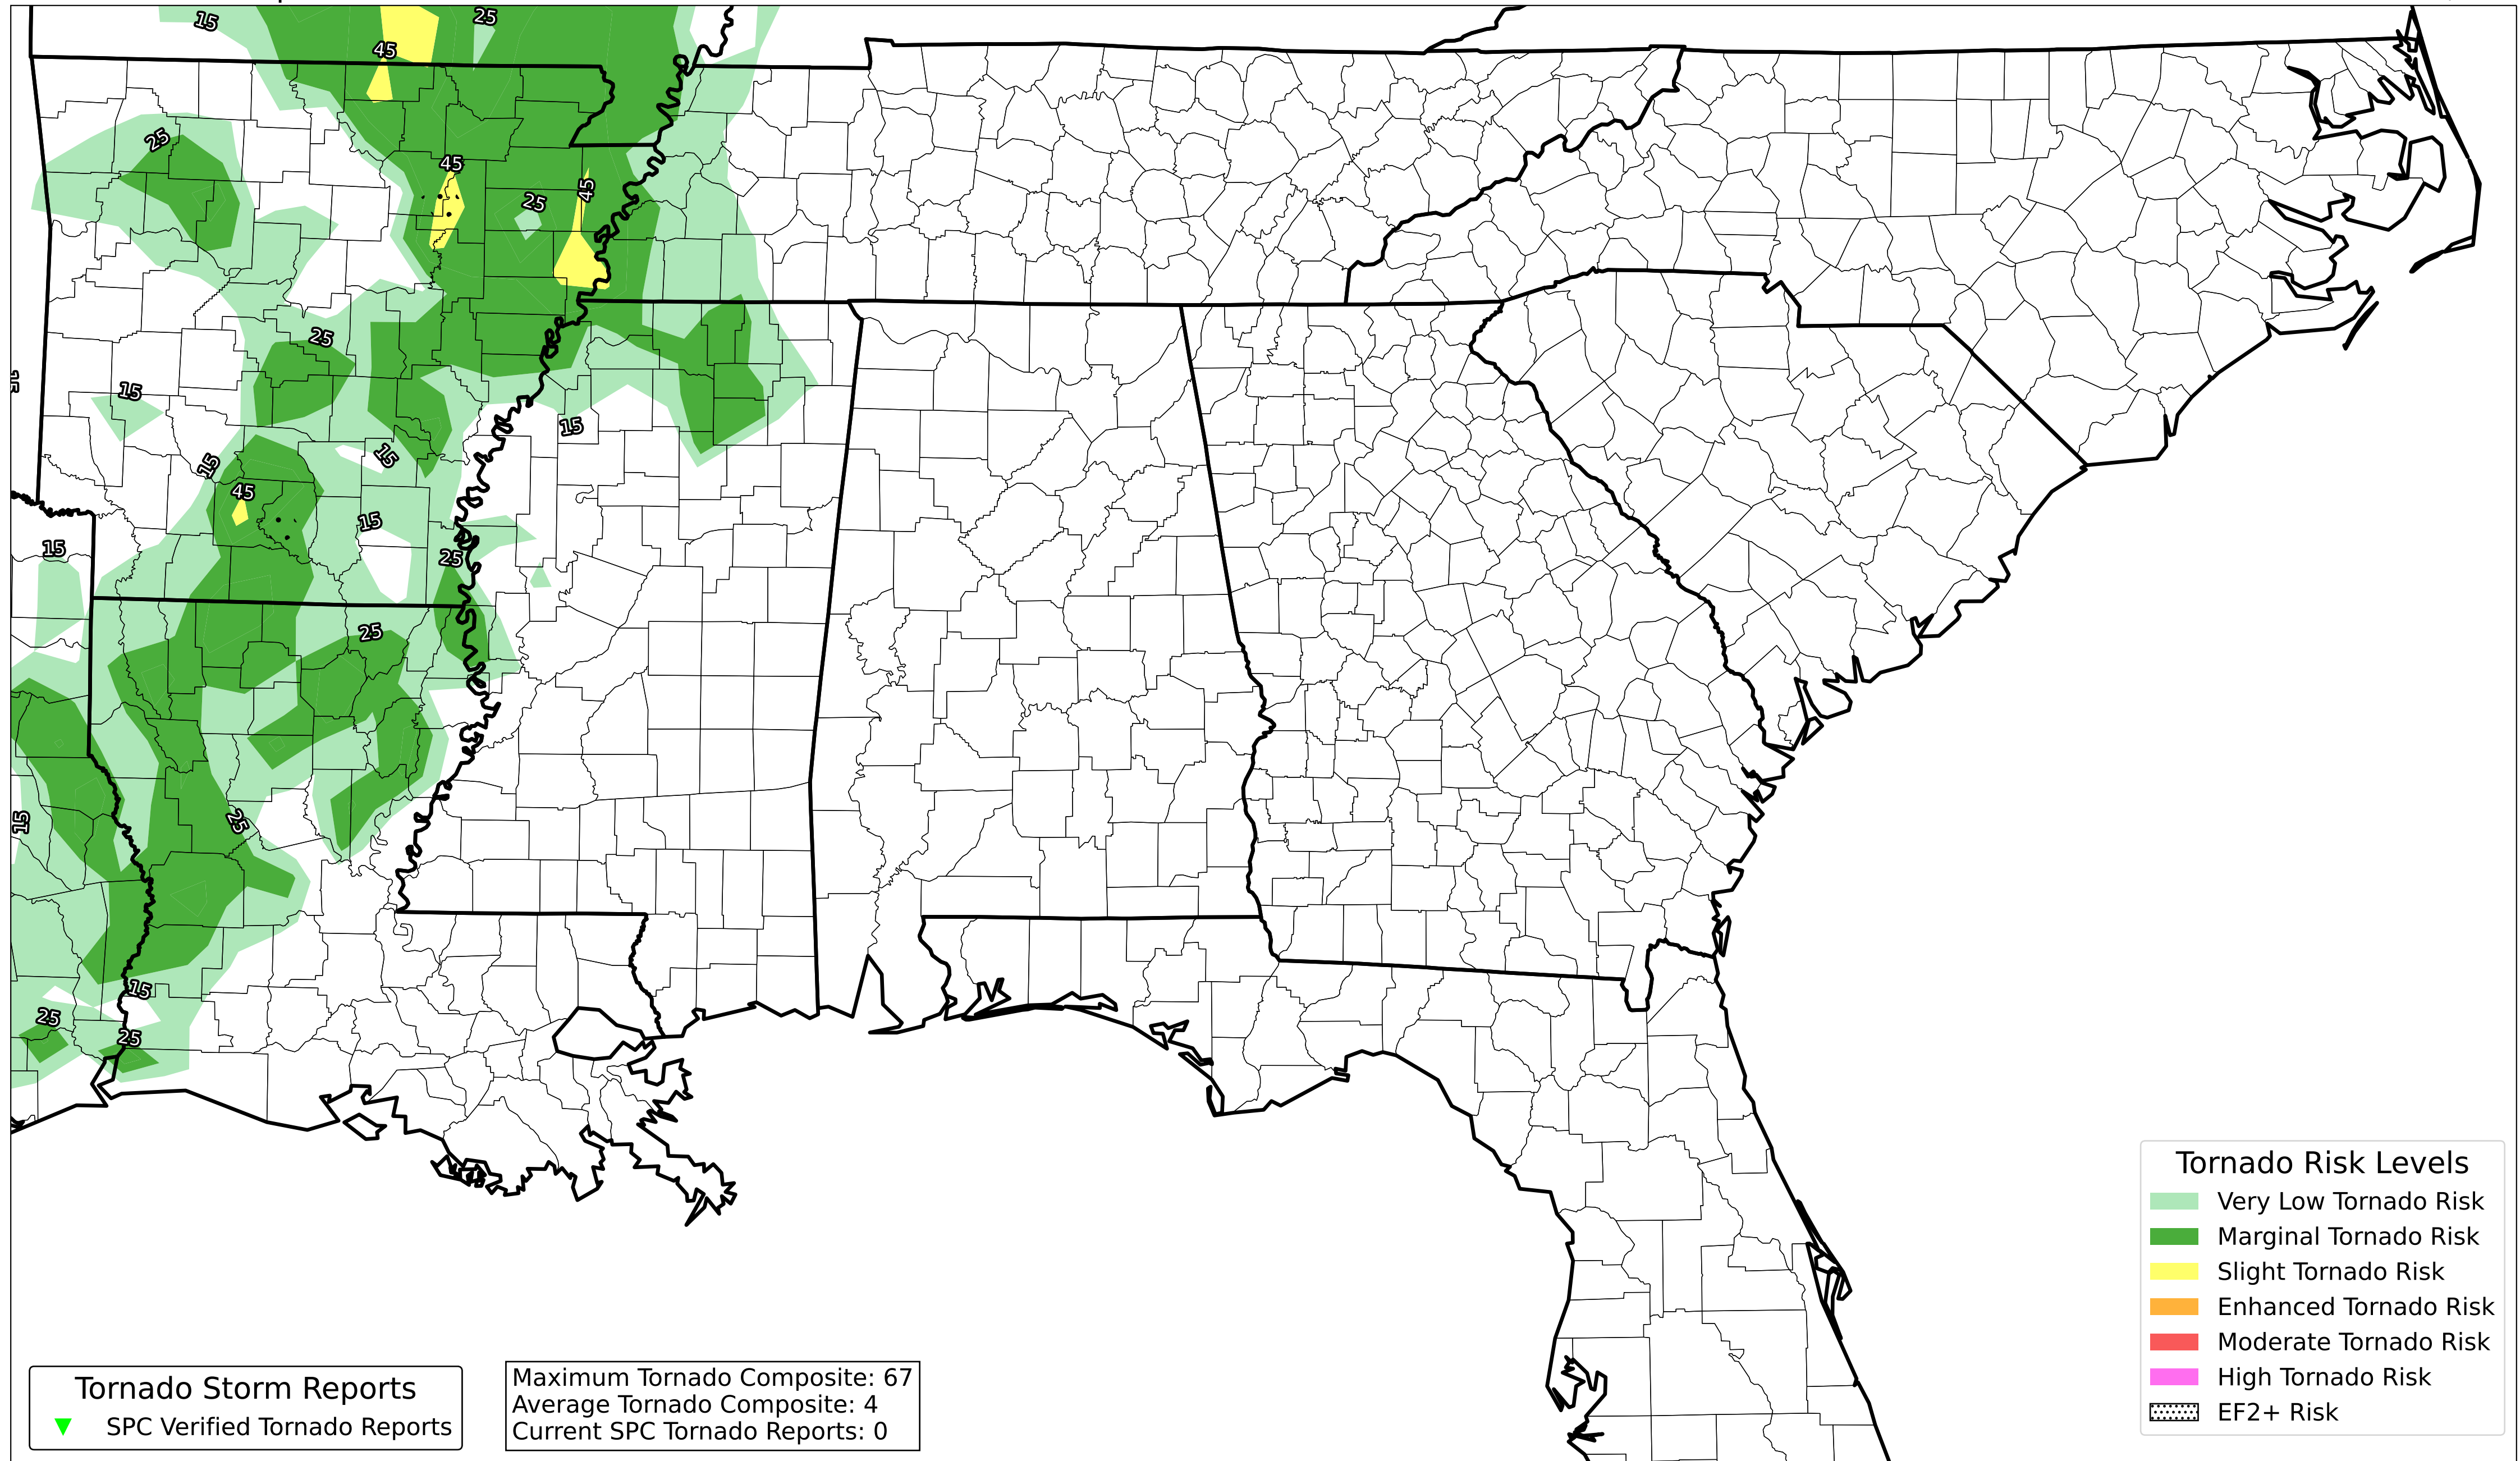 15
25
45
25
45
45
25
25
15
15
15
15
45
15
15
25
25
15
25
15
25
25
Tornado Risk Levels
Very Low Tornado Risk
Marginal Tornado Risk
Slight Tornado Risk
Enhanced Tornado Risk
Moderate Tornado Risk
High Tornado Risk
EF2+ Risk
Tornado Storm Reports
SPC Verified Tornado Reports
Maximum Tornado Composite: 67
Average Tornado Composite: 4
Current SPC Tornado Reports: 0